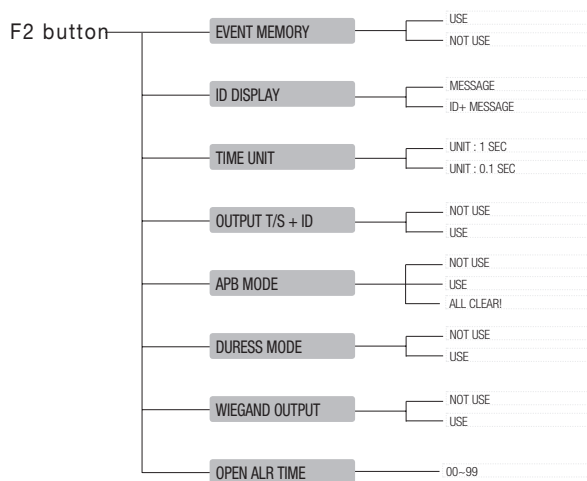 F2 button
EVENT MEMORY
USE
NOT USE
ID DISPLAY
MESSAGE
ID+ MESSAGE
TIME UNIT
UNIT : 1 SEC
UNIT : 0.1 SEC
OUTPUT T/S + ID
NOT USE
USE
APB MODE
NOT USE
USE
ALL CLEAR!
DURESS MODE
NOT USE
USE
WIEGAND OUTPUT
NOT USE
USE
OPEN ALR TIME
00~99